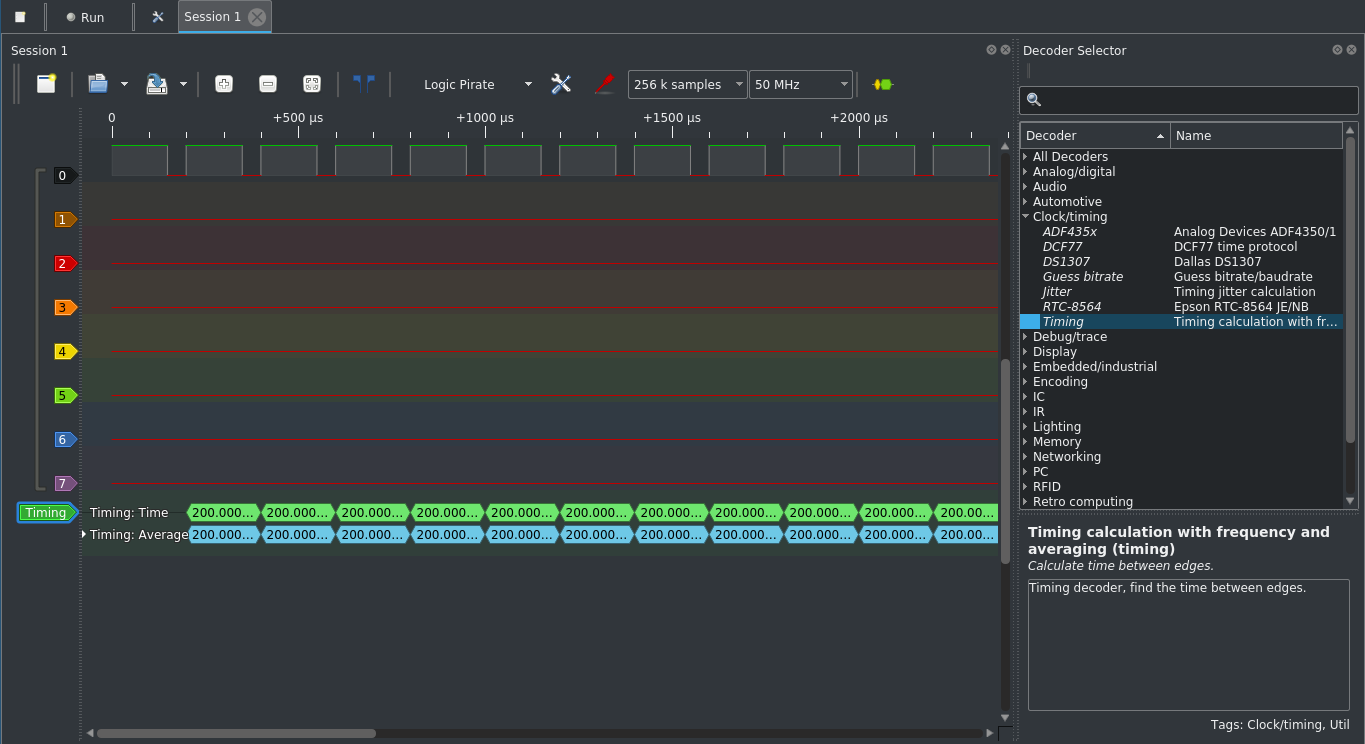 Run
Session 1
Session 1
Decoder Selector
Logic Pirate
256 k samples
50 MHz
0
+500 µs
+1000 µs
+1500 µs
+2000 µs
0
1
2
3
4
5
6
7
Timing
Timing: Time
200.000...
200.000...
200.000...
200.000...
200.000...
200.000...
200.000...
200.000...
200.000...
200.000...
200.00...
Timing: Average
200.000...
200.000...
200.000...
200.000...
200.000...
200.000...
200.000...
200.000...
200.000...
200.000...
200.00...
Decoder Name
All Decoders
Analog/digital
Audio
Automotive
Clock/timing
ADF435x Analog Devices ADF4350/1
DCF77 DCF77 time protocol
DS1307 Dallas DS1307
Guess bitrate Guess bitrate/baudrate
Jitter Timing jitter calculation
RTC-8564 Epson RTC-8564 JE/NB
Timing Timing calculation with fr...
Debug/trace
Display
Embedded/industrial
Encoding
IC
IR
Lighting
Memory
Networking
PC
RFID
Retro computing
Timing calculation with frequency and
averaging (timing)
Calculate time between edges.
Timing decoder, find the time between edges.
Tags: Clock/timing, Util